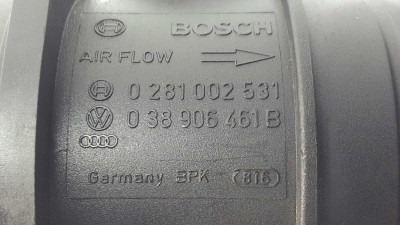 BOSCH
AIR FLOW
0 281 002 531
0 38 906 461 B
Germany BPK 816